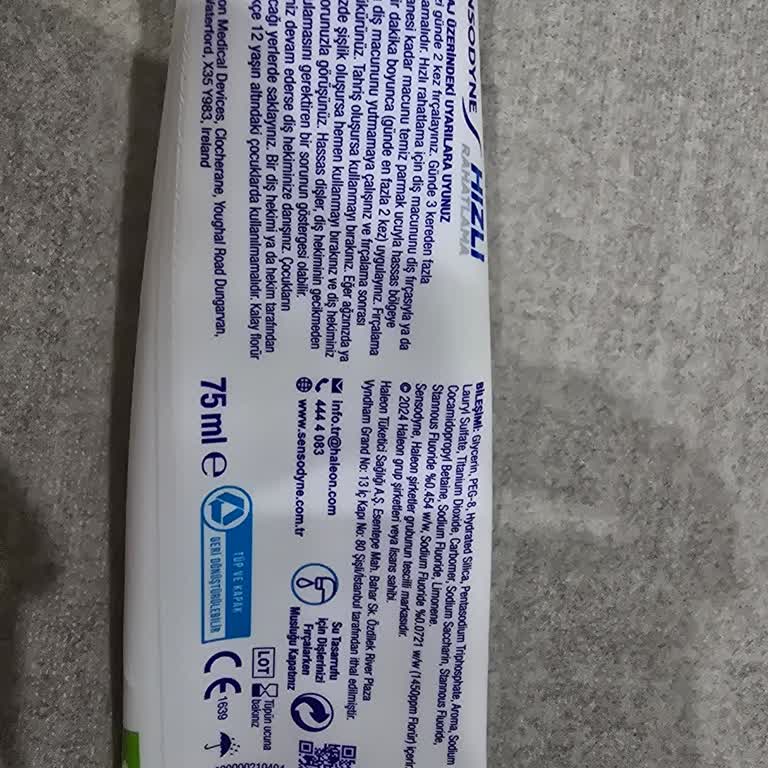 NSODYNE
HIZLI
RAHATLAMA
AJ ÜZERİNDEKİ UYARILARA UYUNUZ
günde 2 kez fırçalayınız. Günde 3 kereden fazla
amalıdır. Hızlı rahatlama için diş macununu diş fırçasıyla ya da
anesi kadar macunu temiz parmak ucuyla hassas bölgeye
ir dakika boyunca (günde en fazla 2 kez) uygulayınız. Fırçalama
diş macununu yutmamaya çalışınız ve fırçalama sonrası
ükürünüz. Tahriş oluşursa kullanmayı bırakınız. Eğer ağzınızda ya
zde şişlik oluşursa hemen kullanmayı bırakınız ve diş hekiminiz
orunuzla görüşünüz. Hassas dişler, diş hekiminin gecikmeden
ulamasını gerektiren bir sorunun göstergesi olabilir.
niz devam ederse diş hekiminize danışınız. Çocukların
cağı yerlerde saklayınız. Bir diş hekimi ya da hekim tarafından
kçe 12 yaşın altındaki çocuklarda kullanılmamalıdır. Kalay florür
on Medical Devices, Clocherane, Youghal Road Dungarvan,
Waterford, X35 Y983, Ireland
BİLEŞİMİ: Glycerin, PEG-8, Hydrated Silica, Pentasodium Triphosphate, Aroma, Sodium
Lauryl Sulfate, Titanium Dioxide, Carbomer, Sodium Saccharin, Stannous Fluoride,
Cocamidopropyl Betaine, Sodium Fluoride, Limonene.
Stannous Fluoride %0.454 w/w, Sodium Fluoride %0.0721 w/w (1450ppm Florür) içerir
Sensodyne, Haleon şirketler grubunun tescilli markasıdır.
© 2024 Haleon grup şirketleri veya lisans sahibi.
Haleon Tüketici Sağlığı A.Ş. Esentepe Mah. Bahar Sk. Özdilek River Plaza
Vyndham Grand No: 13 İç Kapı No: 80 Şişli/İstanbul tarafından ithal edilmiştir.
info.tr@haleon.com
444 4 083
www.sensodyne.com.tr
Su Tasarrufu
için Dişlerinizi
Fırçalarken
Musluğu Kapatınız
75 ml e
TÜP VE KAPAK
GERİ DÖNÜŞTÜRÜLEBİLİR
LOT
Tüpün ucuna
bakınız
CE 1639